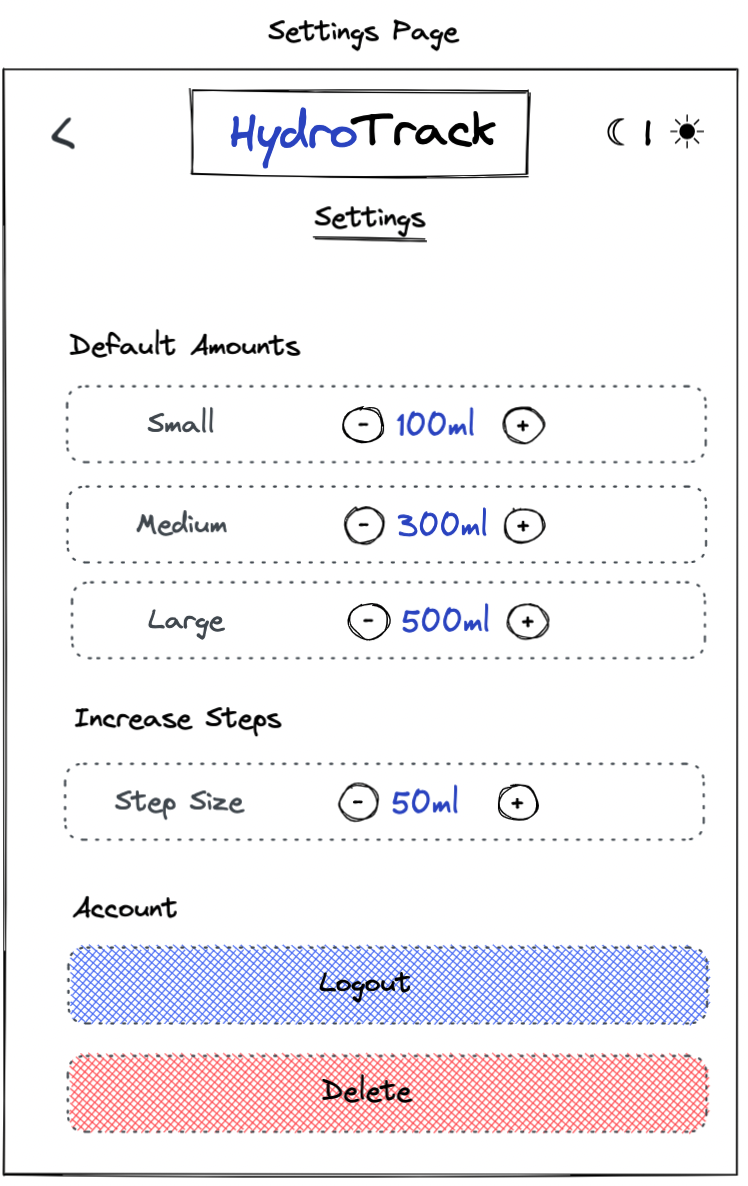 Settings Page
HydroTrack
Settings
Default Amounts
Small - 100ml +
Medium - 300ml +
Large - 500ml +
Increase Steps
Step Size - 50ml +
Account
Logout
Delete